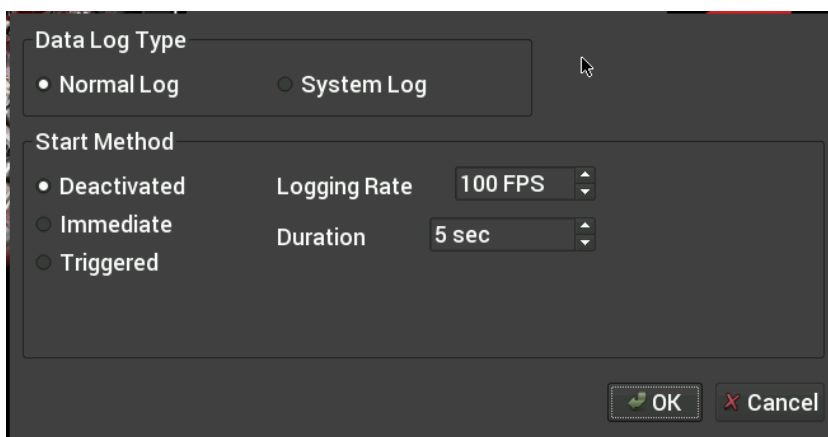 Data Log Type
Normal Log System Log
Start Method
Deactivated Logging Rate 100 FPS
Immediate
Duration 5 sec
Triggered
OK Cancel